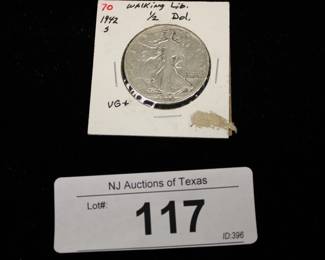 70 Walking Lib.
1942 ½ Dol.
S
VG+
NJ Auctions of Texas
Lot#:
117
ID:396